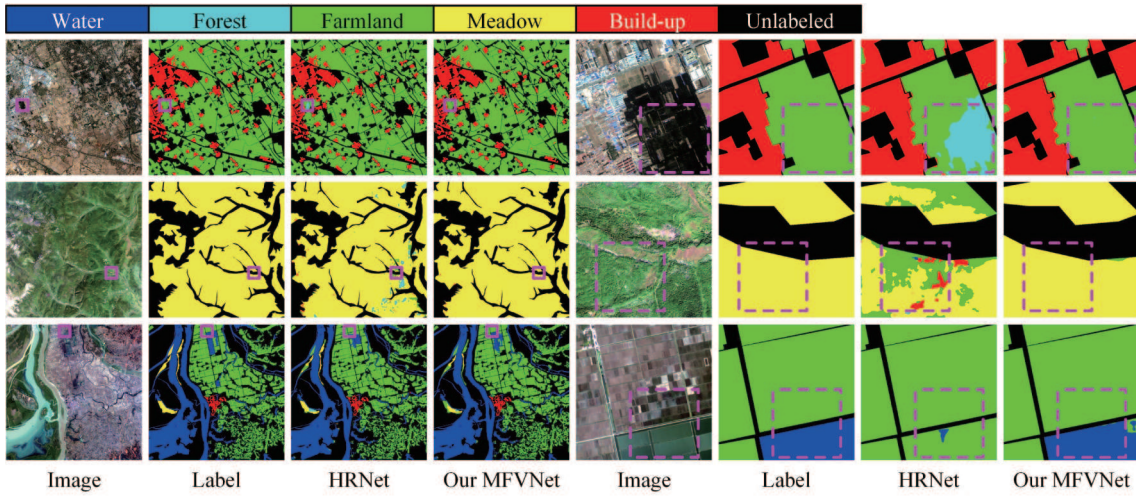 Water Forest Farmland Meadow Build-up Unlabeled
Image Label HRNet Our MFVNet Image Label HRNet Our MFVNet